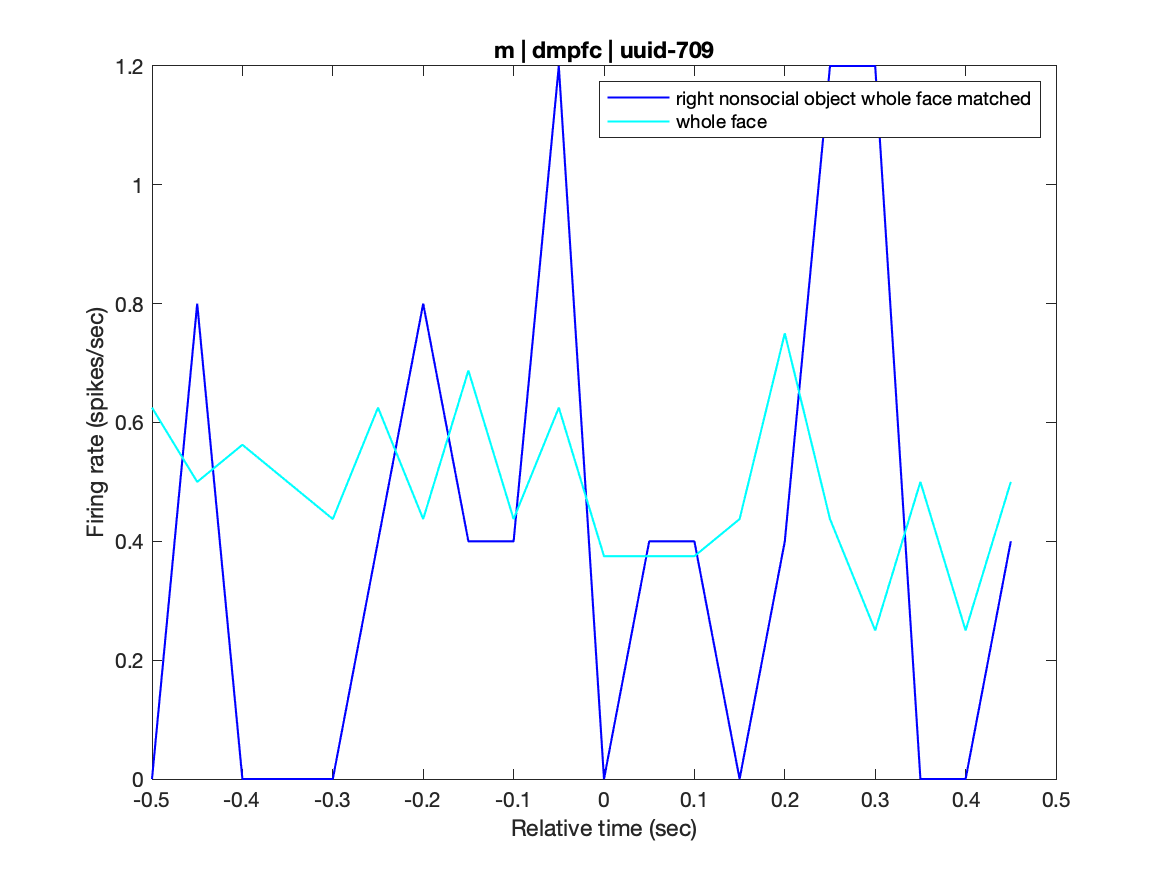 m | dmpfc | uuid-709
right nonsocial object whole face matched
whole face
Firing rate (spikes/sec)
1.2
1
0.8
0.6
0.4
0.2
0
-0.5 -0.4 -0.3 -0.2 -0.1 0 0.1 0.2 0.3 0.4 0.5
Relative time (sec)